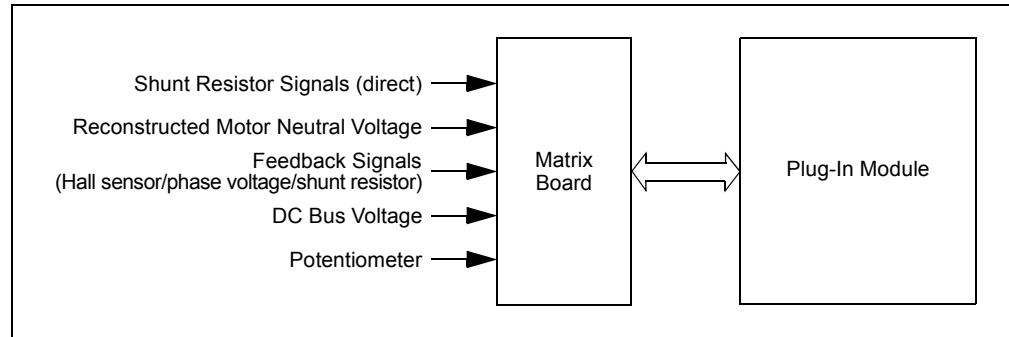 Shunt Resistor Signals (direct)
Reconstructed Motor Neutral Voltage
Feedback Signals
(Hall sensor/phase voltage/shunt resistor)
DC Bus Voltage
Potentiometer
Matrix
Board
Plug-In Module